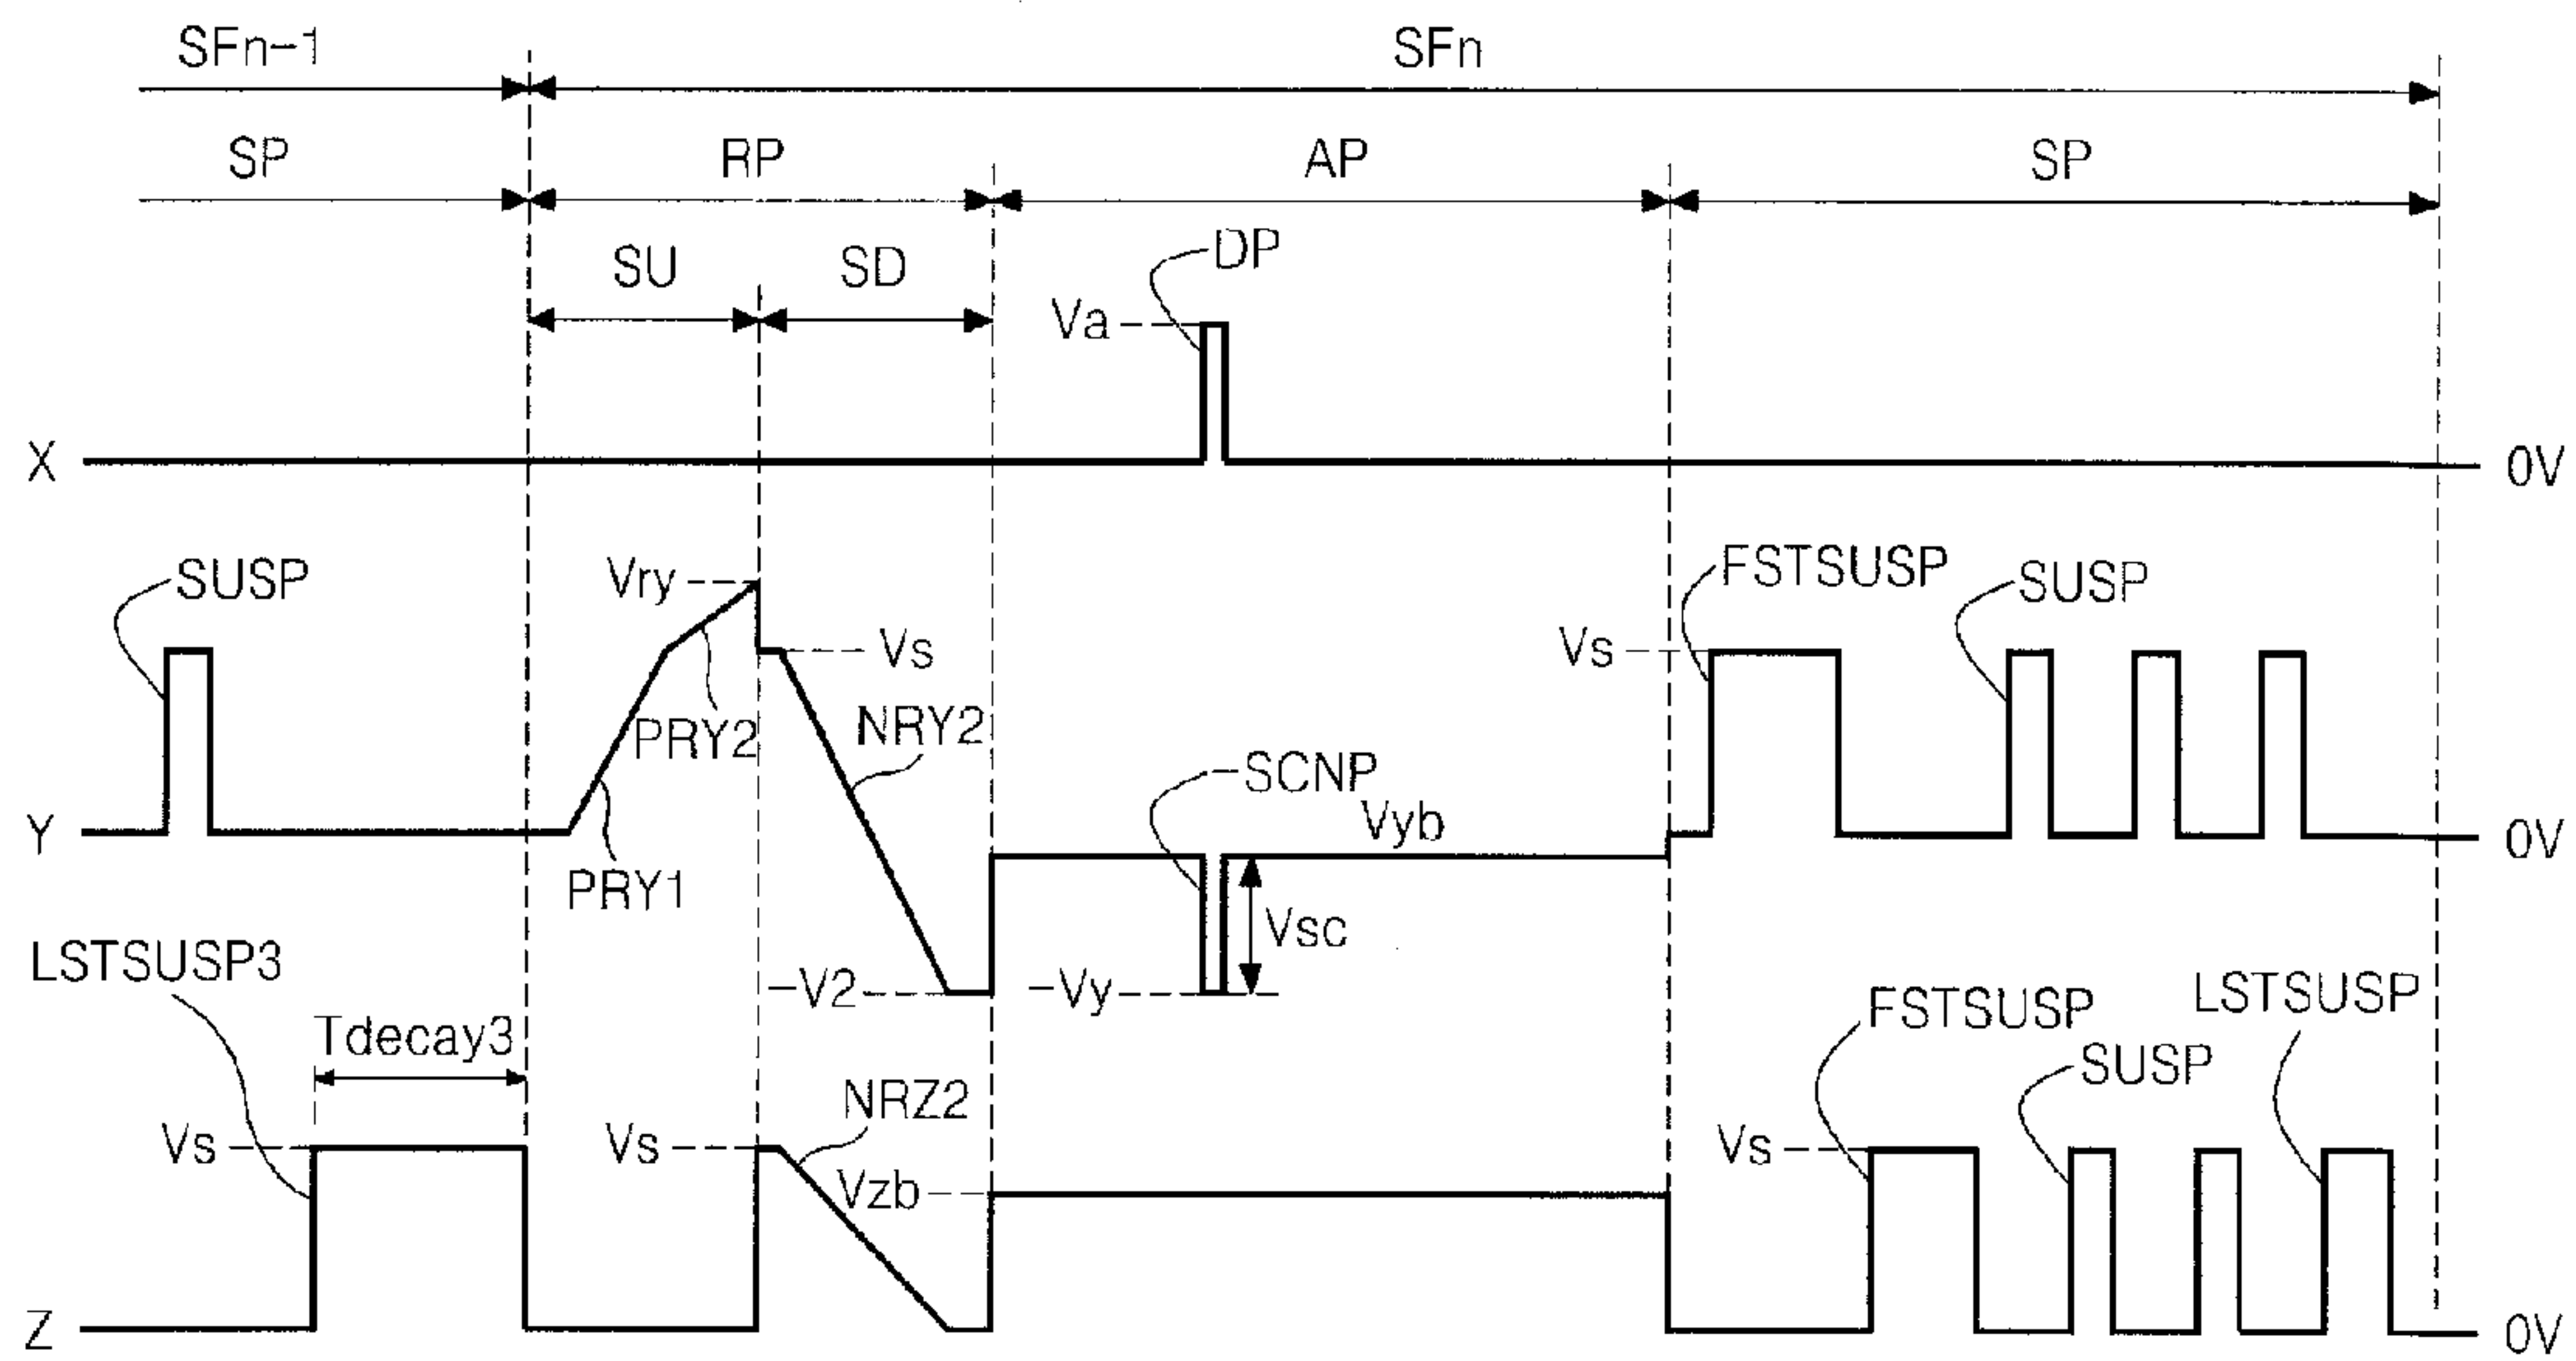 SFn-1 SFn
SP RP AP SP
SU SD DP
Va
X 0V
SUSP Vry FSTSUSP SUSP
Vs Vs
PRY2 NRY2
SCNP Vyb
Y 0V
PRY1
Vsc
LSTSUSP3
-V2 -Vy LSTSUSP
FSTSUSP
Tdecay3
SUSP
NRZ2
Vs Vs Vs
Vzb
Z 0V